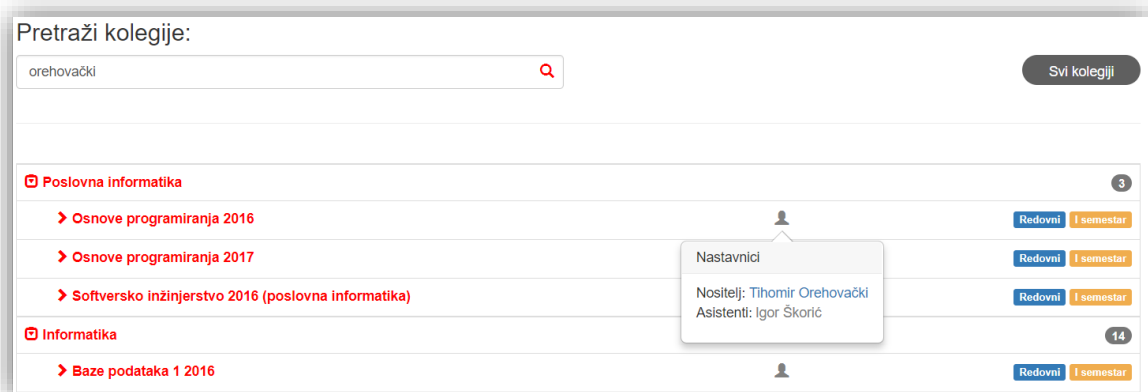 Pretraži kolegije:
orehovački
Svi kolegiji
Poslovna informatika 3
Osnove programiranja 2016 Redovni I semestar
Osnove programiranja 2017 Redovni I semestar
Softversko inžinjerstvo 2016 (poslovna informatika) Redovni I semestar
Nastavnici
Nositelj: Tihomir Orehovački
Asistenti: Igor Škorić
Informatika 14
Baze podataka 1 2016 Redovni I semestar